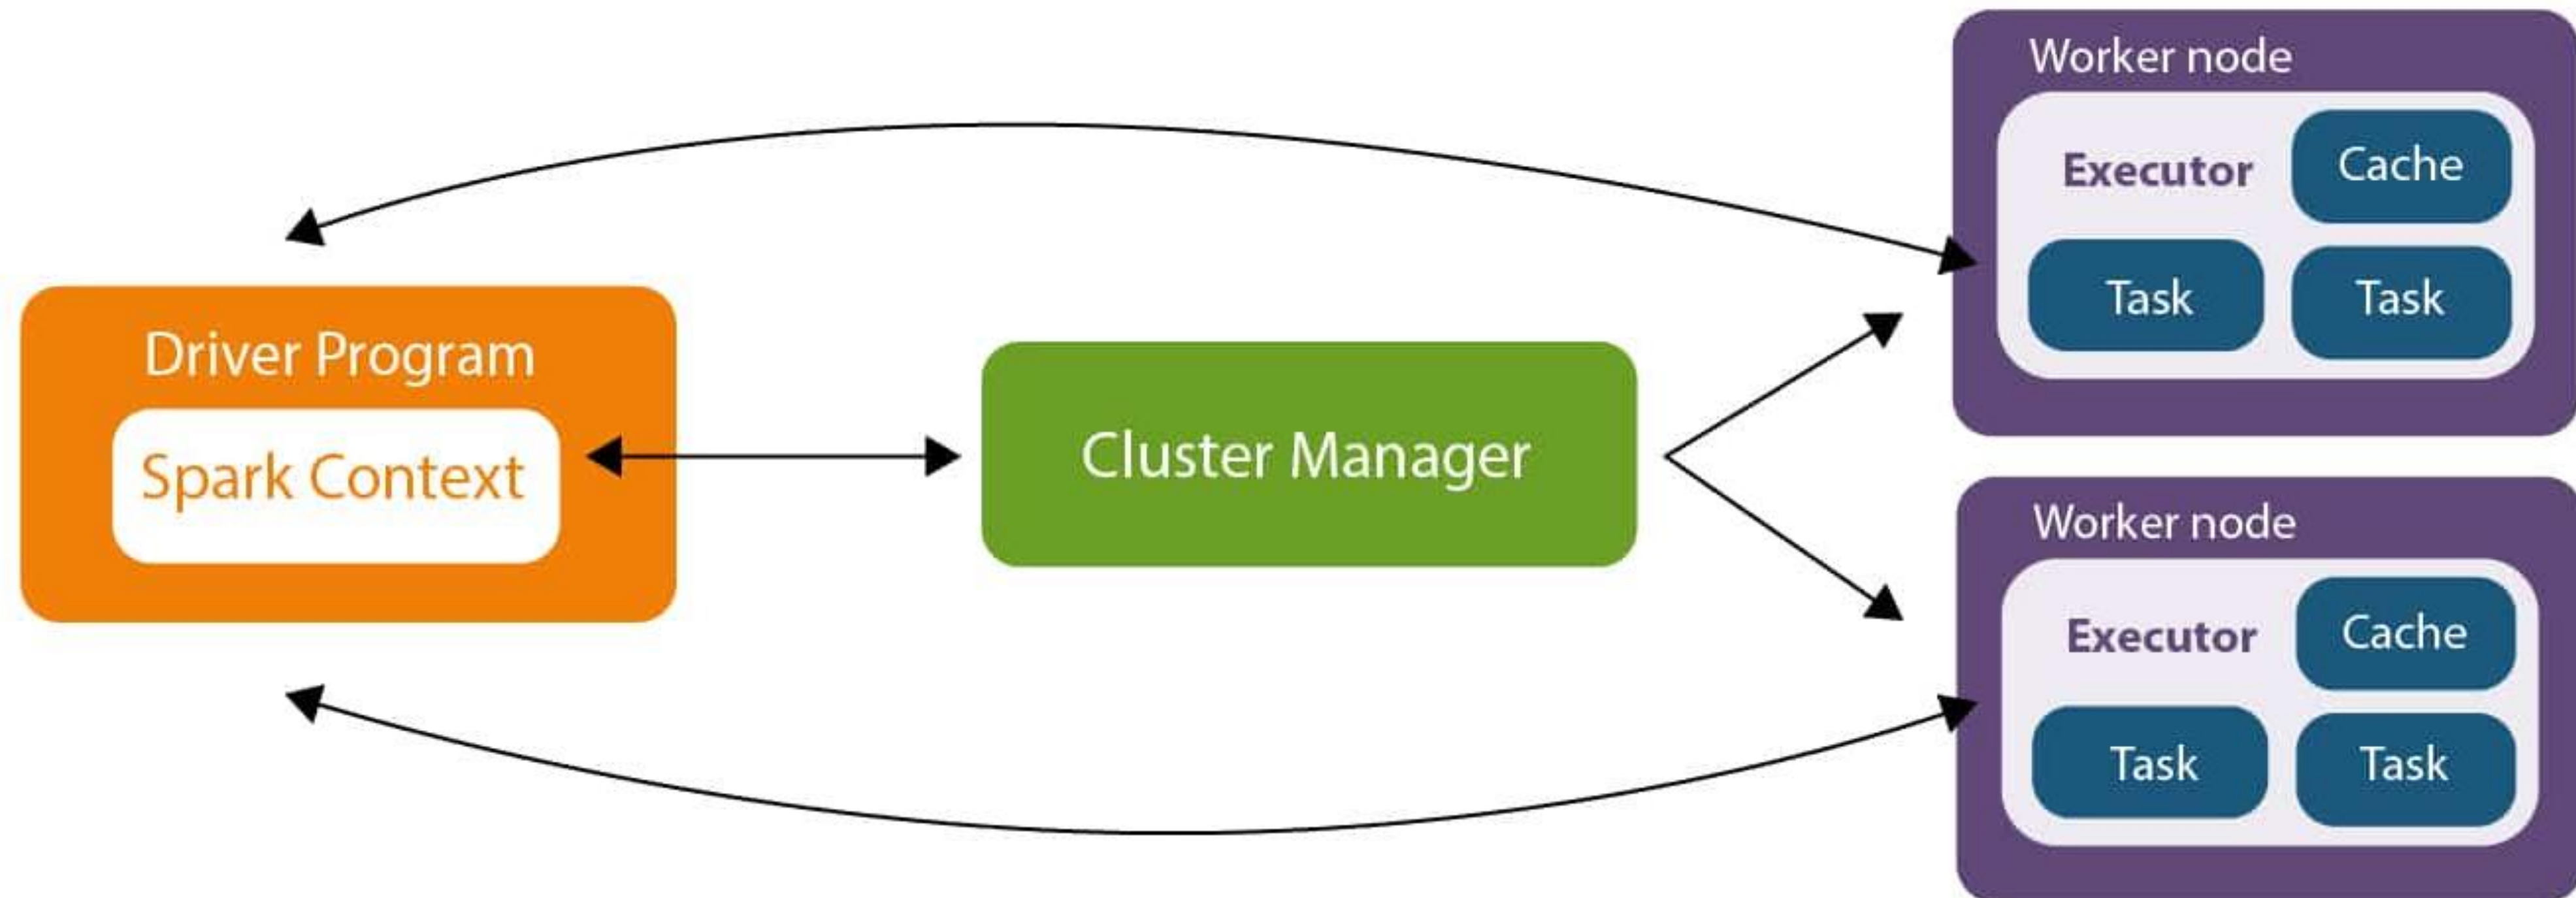 Driver Program
Spark Context
Cluster Manager
Worker node
Executor
Cache
Task
Task
Worker node
Executor
Cache
Task
Task